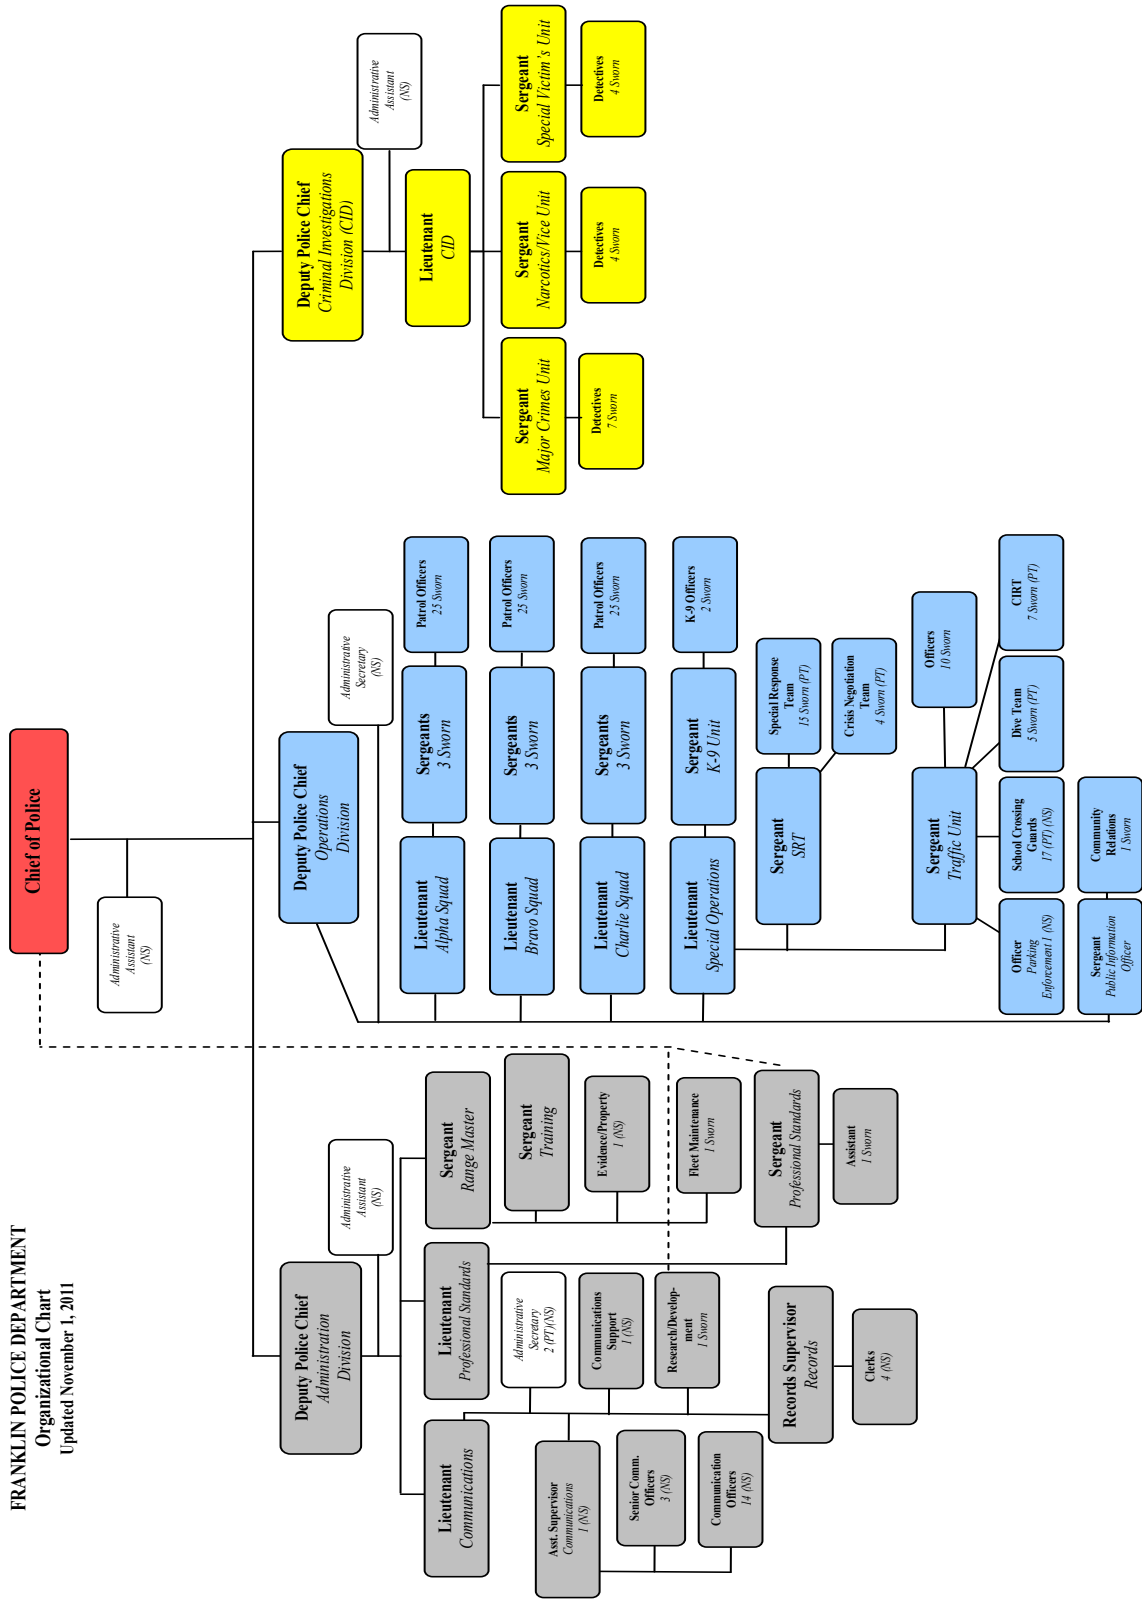 FRANKLIN POLICE DEPARTMENT
Organizational Chart
Updated November 1, 2011
Chief of Police
Administrative
Assistant
(NS)
Deputy Police Chief
Administration
Division
Administrative
Assistant
(NS)
Lieutenant
Communications
Lieutenant
Professional Standards
Sergeant
Range Master
Administrative
Secretary
2 (PT)(NS)
Sergeant
Training
Asst. Supervisor
Communications
1 (NS)
Communications
Support
1 (NS)
Evidence/Property
1 (NS)
Senior Comm.
Officers
3 (NS)
Research/Develop-
ment
1 Sworn
Fleet Maintenance
1 Sworn
Communication
Officers
14 (NS)
Records Supervisor
Records
Sergeant
Professional Standards
Clerks
4 (NS)
Assistant
1 Sworn
Deputy Police Chief
Operations
Division
Administrative
Secretary
(NS)
Lieutenant
Alpha Squad
Sergeants
3 Sworn
Patrol Officers
25 Sworn
Lieutenant
Bravo Squad
Sergeants
3 Sworn
Patrol Officers
25 Sworn
Lieutenant
Charlie Squad
Sergeants
3 Sworn
Patrol Officers
25 Sworn
Lieutenant
Special Operations
Sergeant
K-9 Unit
K-9 Officers
2 Sworn
Sergeant
SRT
Special Response
Team
15 Sworn (PT)
Crisis Negotiation
Team
4 Sworn (PT)
Sergeant
Traffic Unit
Officers
10 Sworn
Officer
Parking
Enforcement 1 (NS)
School Crossing
Guards
17 (PT) (NS)
Dive Team
5 Sworn (PT)
CIRT
7 Sworn (PT)
Sergeant
Public Information
Officer
Community
Relations
1 Sworn
Deputy Police Chief
Criminal Investigations
Division (CID)
Administrative
Assistant
(NS)
Lieutenant
CID
Sergeant
Major Crimes Unit
Sergeant
Narcotics/Vice Unit
Sergeant
Special Victim's Unit
Detectives
7 Sworn
Detectives
4 Sworn
Detectives
4 Sworn